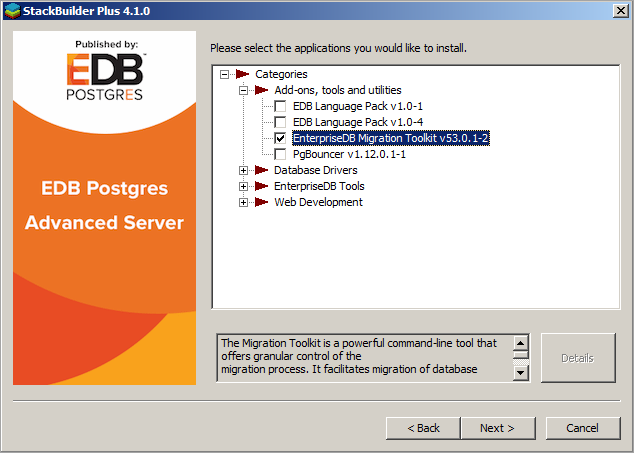 StackBuilder Plus 4.1.0
Published by:
EDB™
POSTGRES
EDB Postgres
Advanced Server
Please select the applications you would like to install.
Categories
Add-ons, tools and utilities
EDB Language Pack v1.0-1
EDB Language Pack v1.0-4
EnterpriseDB Migration Toolkit v53.0.1-2
PgBouncer v1.12.0.1-1
Database Drivers
EnterpriseDB Tools
Web Development
The Migration Toolkit is a powerful command-line tool that
offers granular control of the
migration process. It facilitates migration of database
Details
< Back
Next >
Cancel